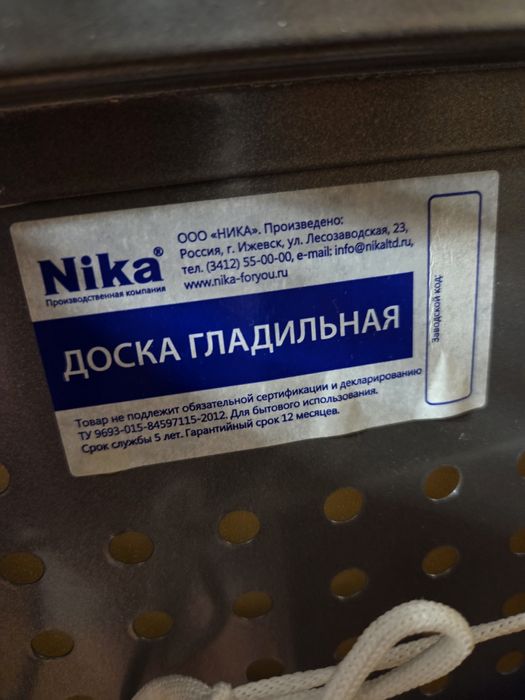 Nika®
Производственная компания
ООО «НИКА». Произведено:
Россия, г. Ижевск, ул. Лесозаводская, 23,
тел. (3412) 55-00-00, e-mail: info@nikaltd.ru,
www.nika-foryou.ru
ДОСКА ГЛАДИЛЬНАЯ
Заводской код:
Товар не подлежит обязательной сертификации и декларированию
ТУ 9693-015-84597115-2012. Для бытового использования.
Срок службы 5 лет. Гарантийный срок 12 месяцев.